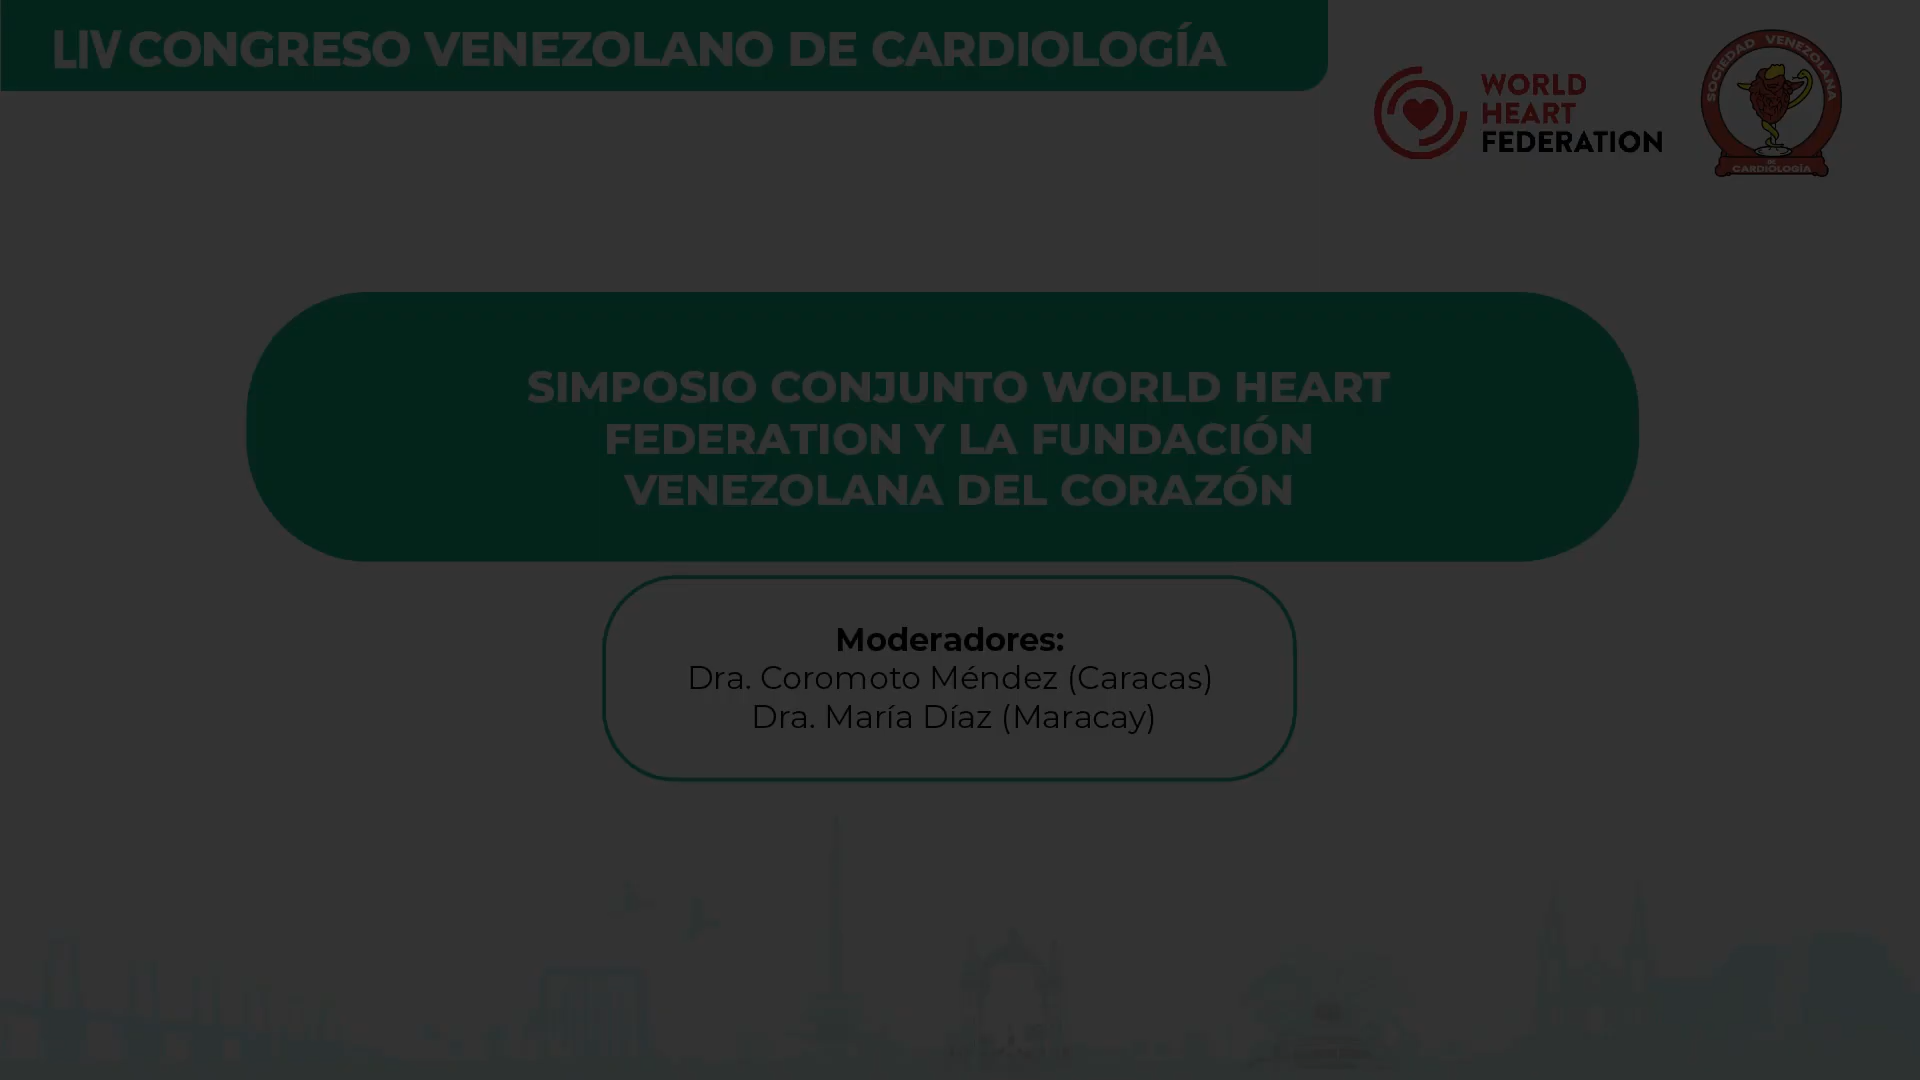 LIV CONGRESO VENEZOLANO DE CARDIOLOGÍA
WORLD
HEART
FEDERATION
SOCIEDAD VENEZOLANA
DE
CARDIOLOGÍA
SIMPOSIO CONJUNTO WORLD HEART
FEDERATION Y LA FUNDACIÓN
VENEZOLANA DEL CORAZÓN
Moderadores:
Dra. Coromoto Méndez (Caracas)
Dra. María Díaz (Maracay)